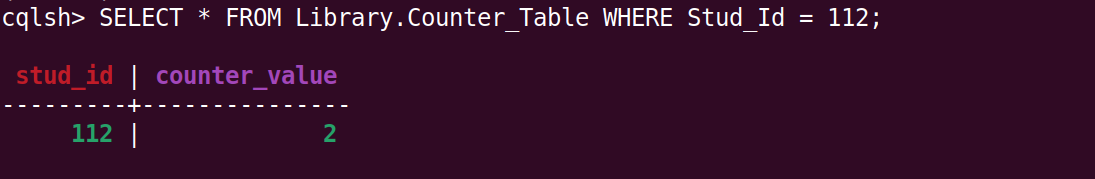 cqlsh> SELECT * FROM Library.Counter_Table WHERE Stud_Id = 112;
 stud_id | counter_value
---------+---------------
     112 |             2